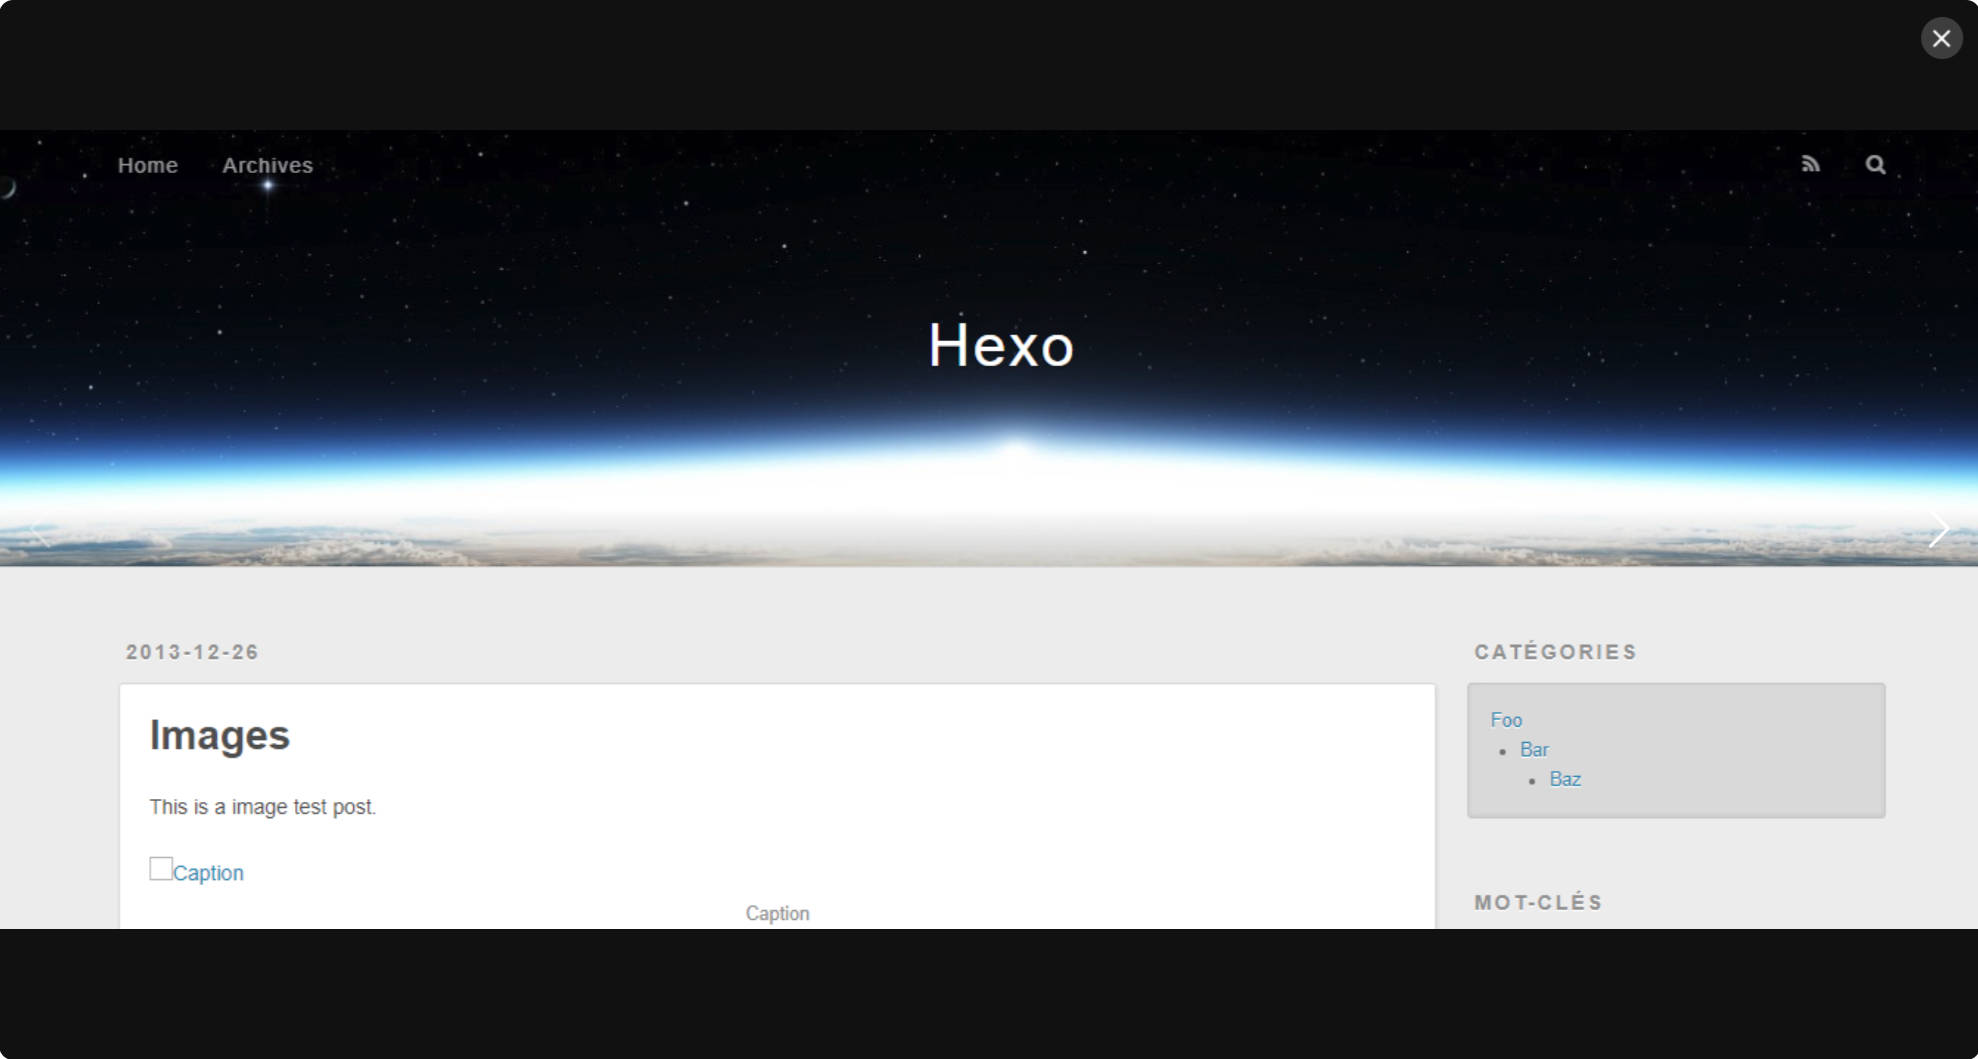 Home Archives
Hexo
2013-12-26
Images
This is a image test post.
Caption
Caption
CATÉGORIES
Foo
Bar
Baz
MOT-CLÉS